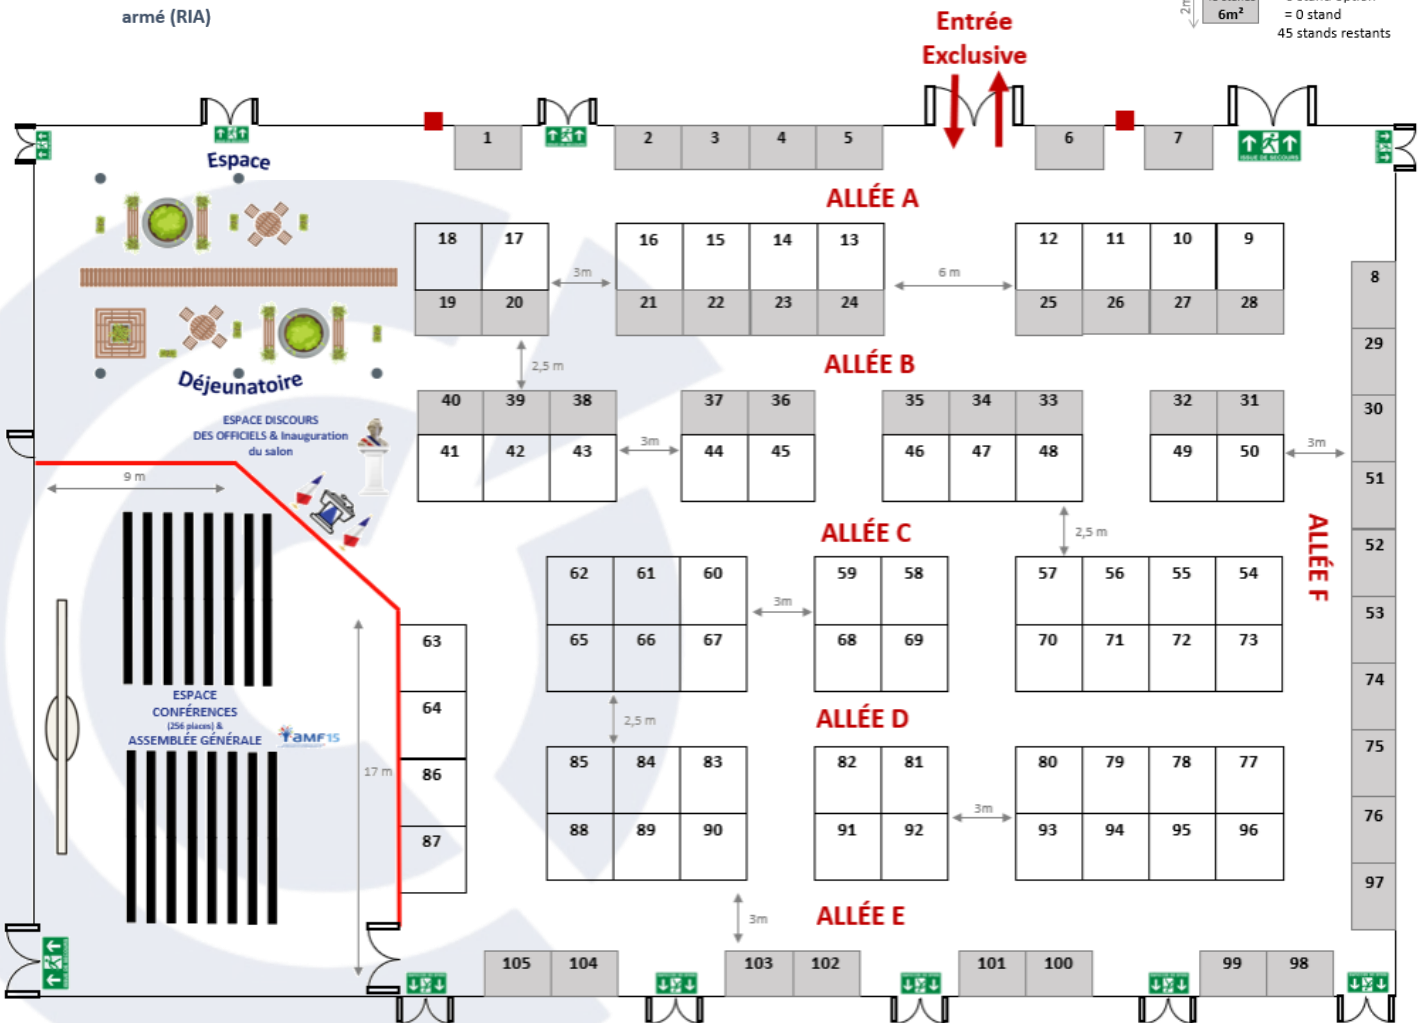 armé (RIA)
2m
6m²
= 0 stand
45 stands restants
Entrée
Exclusive
1
2 3 4 5
6
7
ISSUE DE SECOURS
Espace
ALLÉE A
18 17
16 15 14 13
12 11 10 9
3m
6 m
8
19 20
21 22 23 24
25 26 27 28
29
2,5 m
ALLÉE B
Déjeunatoire
40 39 38
37 36
35 34 33
32 31
30
ESPACE DISCOURS
DES OFFICIELS & Inauguration
du salon
41 42 43
3m
44 45
46 47 48
49 50
3m
51
9 m
ALLÉE C
2,5 m
52
ALLÉE F
62 61 60
59 58
57 56 55 54
3m
53
63
65 66 67
68 69
70 71 72 73
74
64
ESPACE
CONFÉRENCES
(256 places) &
ASSEMBLÉE GÉNÉRALE
AMF15
2,5 m
ALLÉE D
75
17 m
86
85 84 83
82 81
80 79 78 77
3m
76
87
88 89 90
91 92
93 94 95 96
97
3m
ALLÉE E
105 104
103 102
101 100
99 98